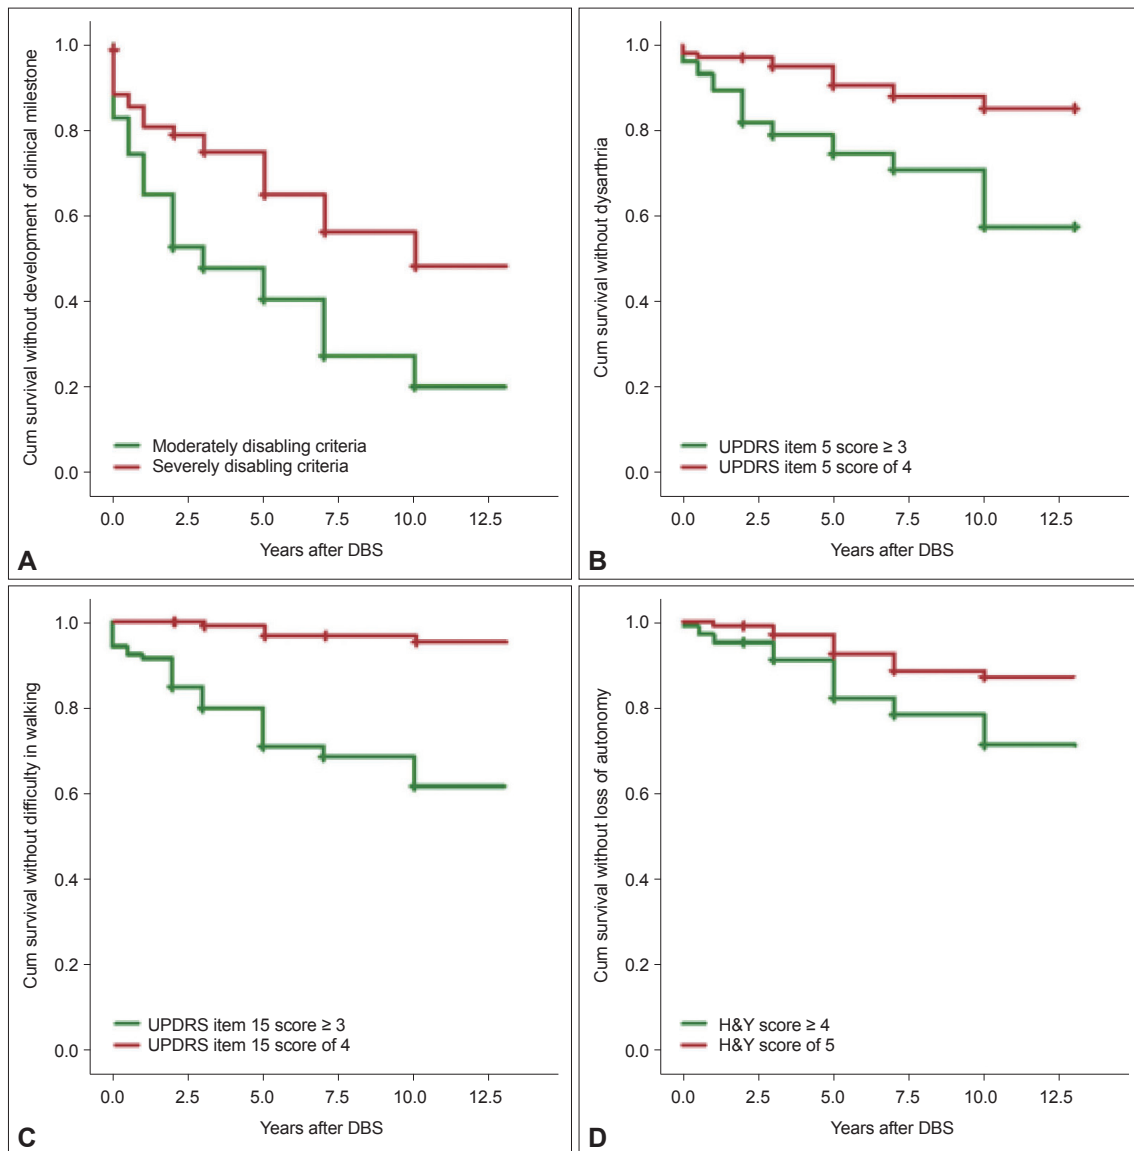 Cum survival without development of clinical milestone
1.0
0.8
0.6
0.4
0.2
0.0
Moderately disabling criteria
Severely disabling criteria
0.0 2.5 5.0 7.5 10.0 12.5
Years after DBS
A
Cum survival without dysarthria
1.0
0.8
0.6
0.4
0.2
0.0
UPDRS item 5 score ≥ 3
UPDRS item 5 score of 4
0.0 2.5 5.0 7.5 10.0 12.5
Years after DBS
B
Cum survival without difficulty in walking
1.0
0.8
0.6
0.4
0.2
0.0
UPDRS item 15 score ≥ 3
UPDRS item 15 score of 4
0.0 2.5 5.0 7.5 10.0 12.5
Years after DBS
C
Cum survival without loss of autonomy
1.0
0.8
0.6
0.4
0.2
0.0
H&Y score ≥ 4
H&Y score of 5
0.0 2.5 5.0 7.5 10.0 12.5
Years after DBS
D